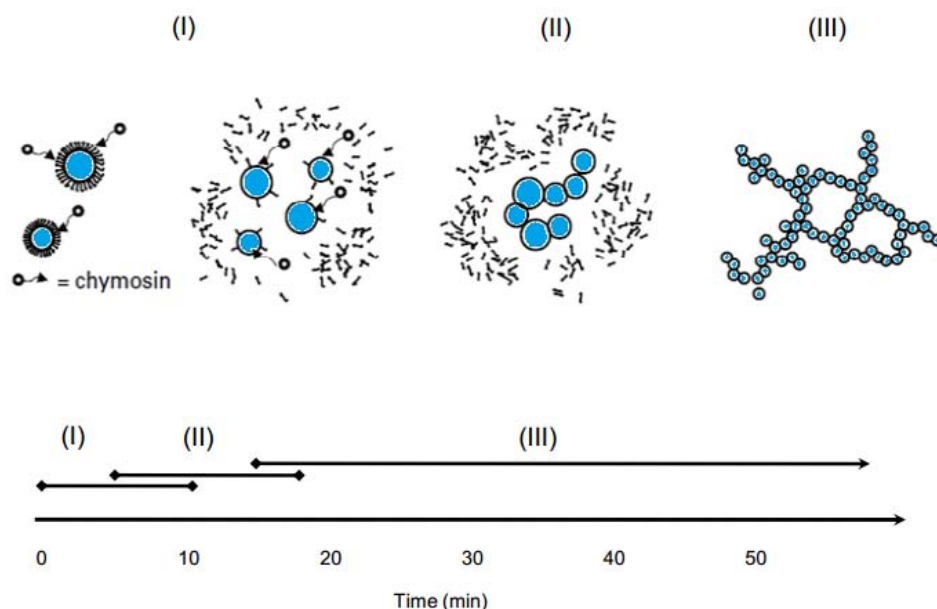 (I) (II) (III)
= chymosin
(I) (II) (III)
0 10 20 30 40 50
Time (min)